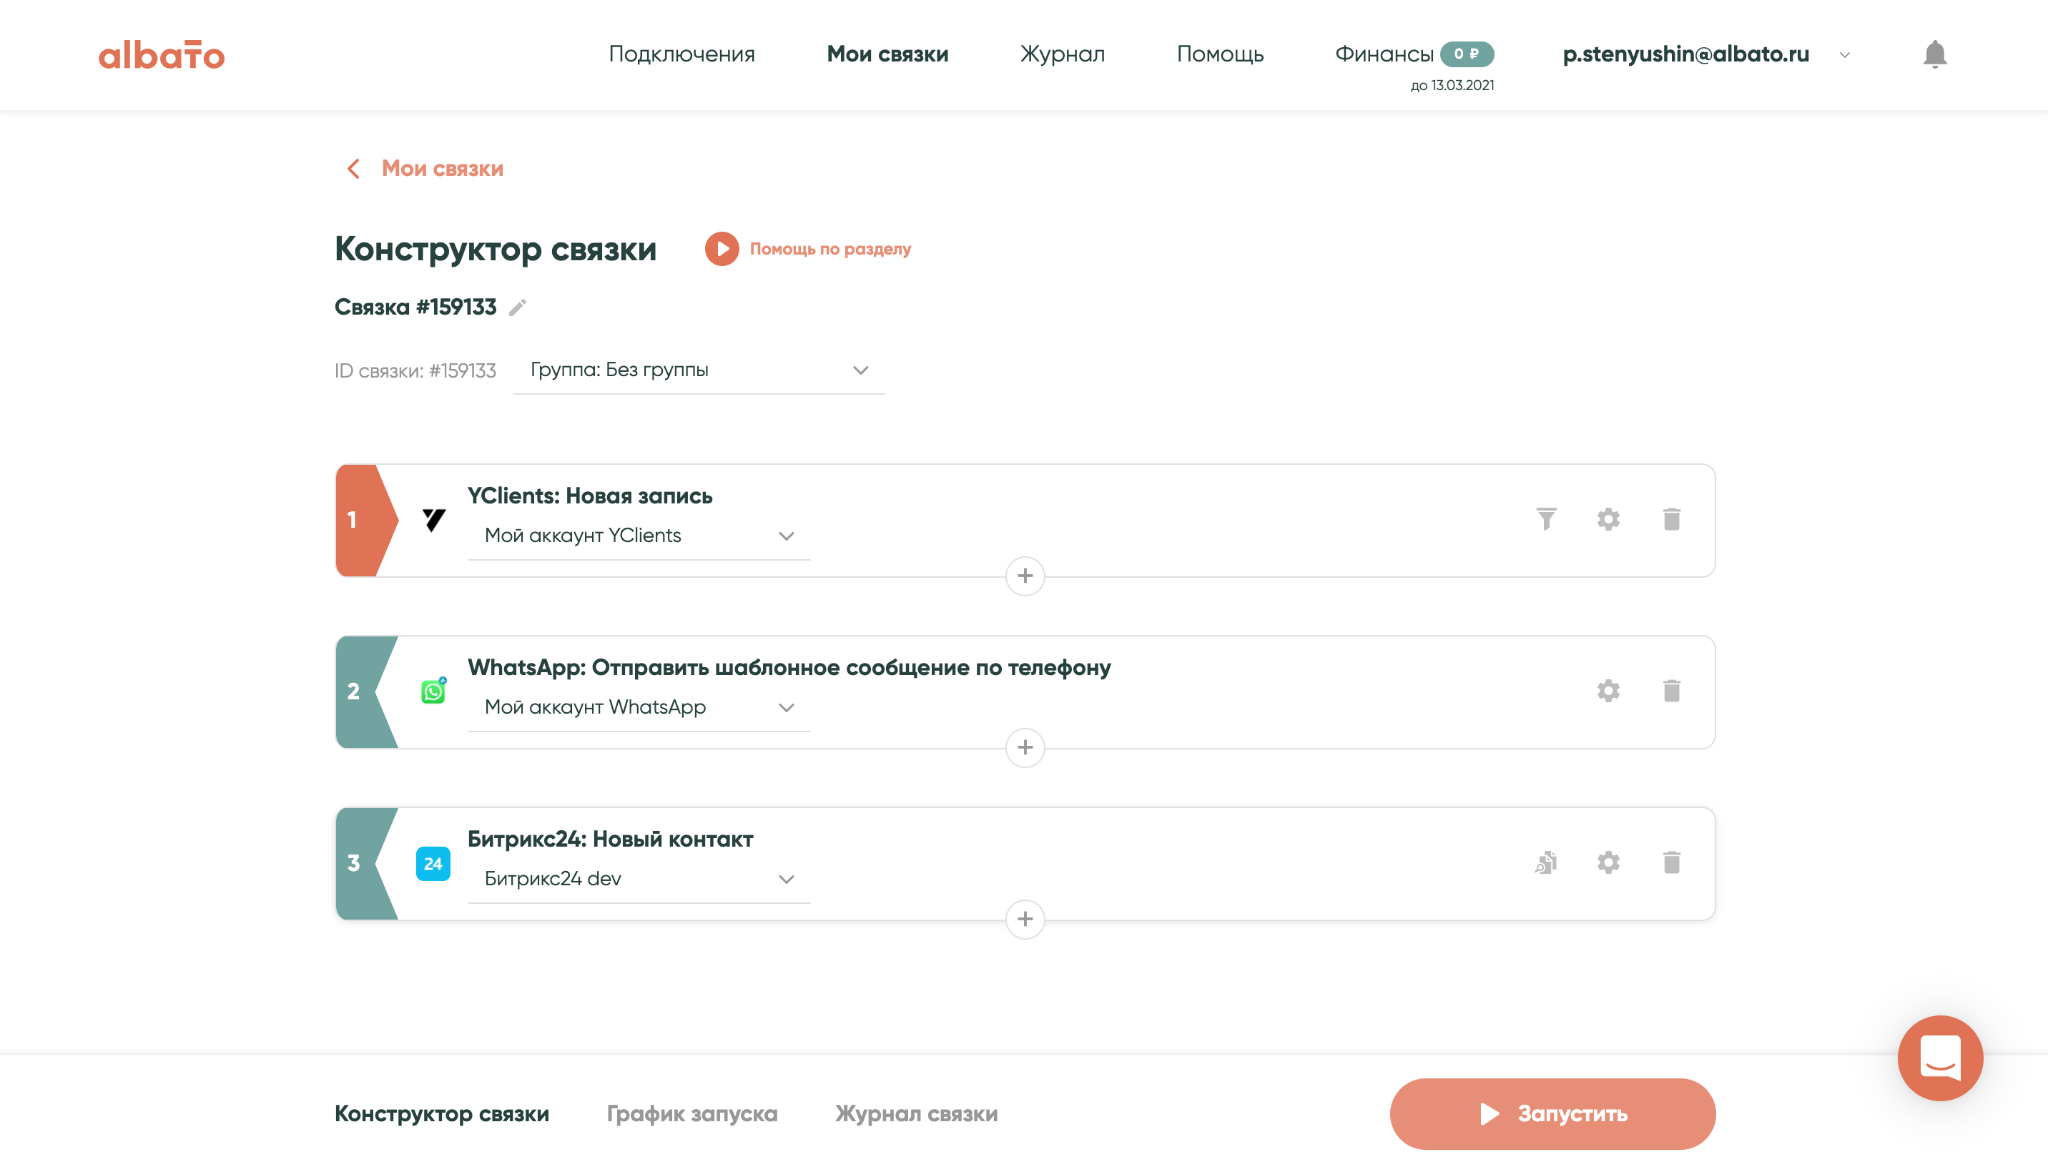 albato
Подключения
Мои связки
Журнал
Помощь
Финансы 0 ₽
до 13.03.2021
p.stenyushin@albato.ru
Мои связки
Конструктор связки
Помощь по разделу
Связка #159133
ID связки: #159133
Группа: Без группы
1
YClients: Новая запись
Мой аккаунт YClients
2
WhatsApp: Отправить шаблонное сообщение по телефону
Мой аккаунт WhatsApp
3
24
Битрикс24: Новый контакт
Битрикс24 dev
Конструктор связки
График запуска
Журнал связки
Запустить